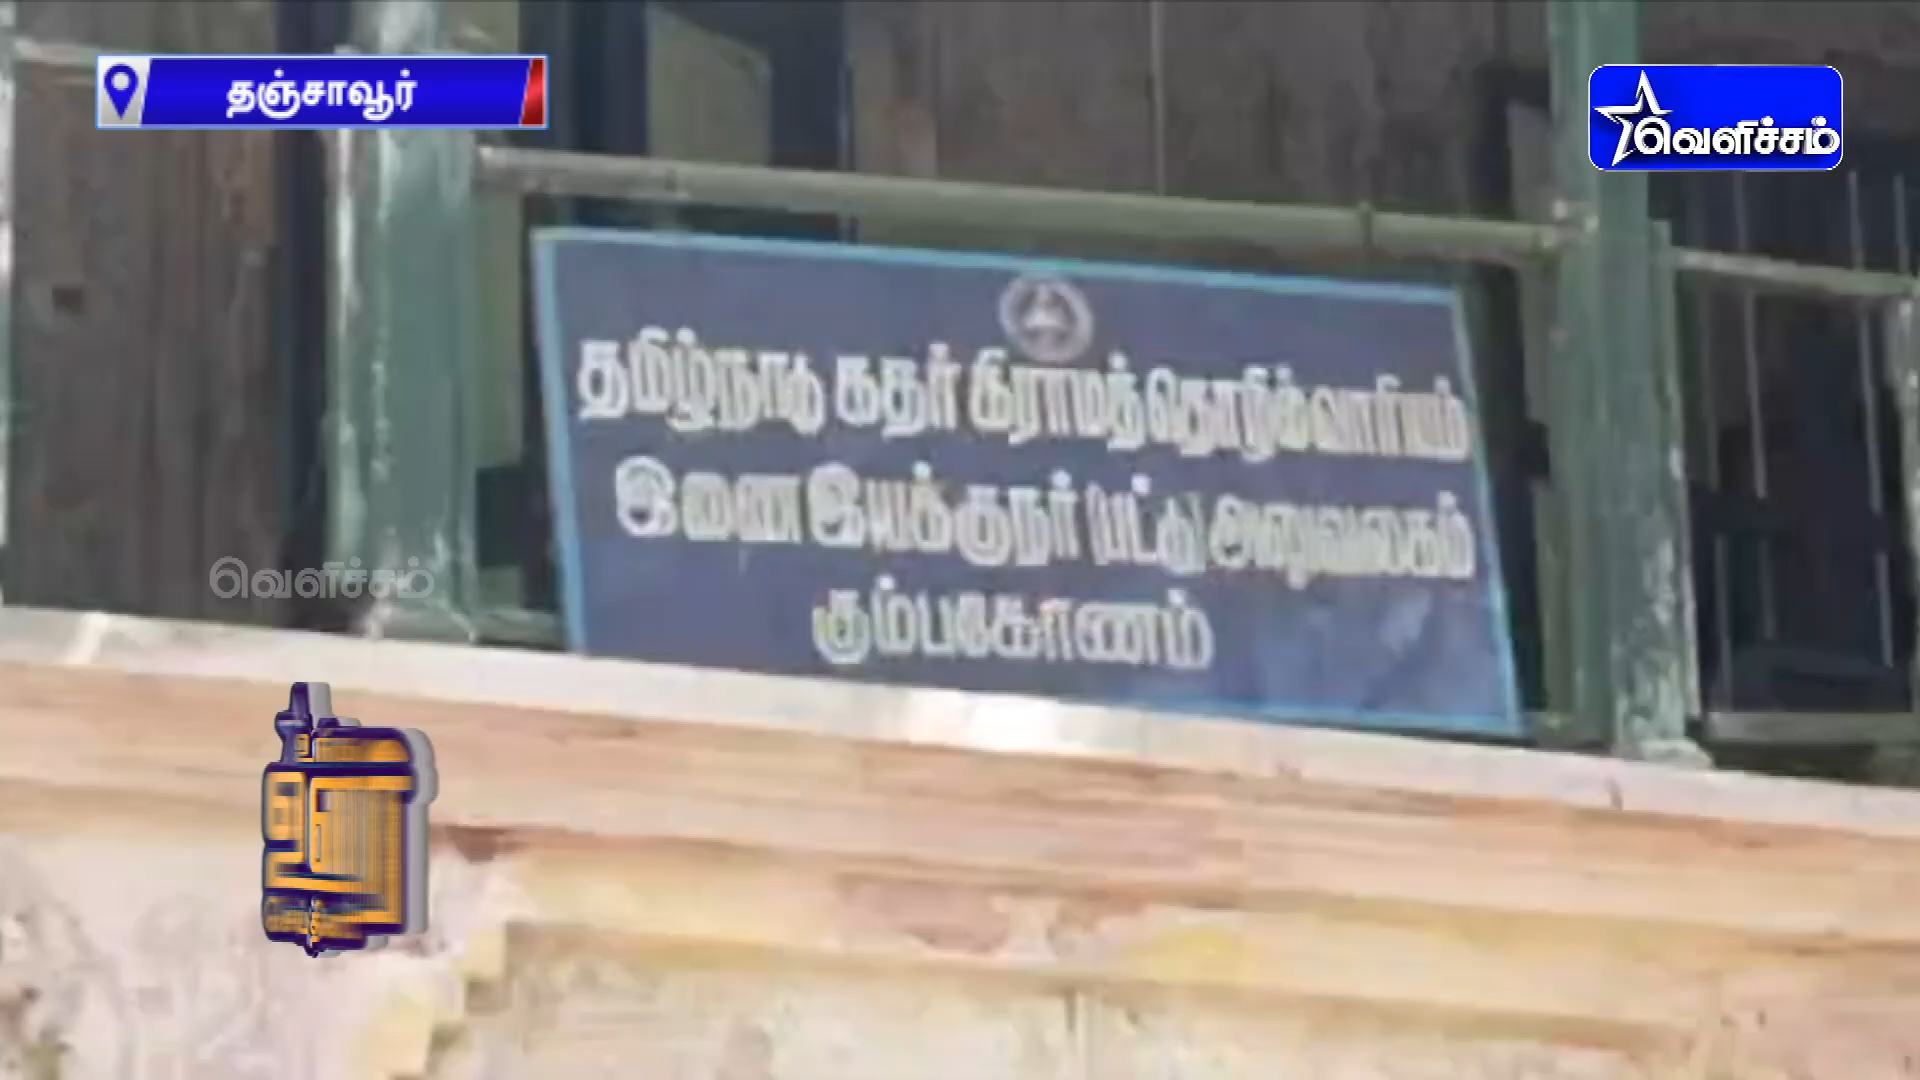 தஞ்சாவூர்
வெளிச்சம்
தமிழ்நாடு கதர் கிராமத்தொழில்வாரியம்
இணை இயக்குநர் (பட்டு) அலுவலகம்
கும்பகோணம்
வெளிச்சம்